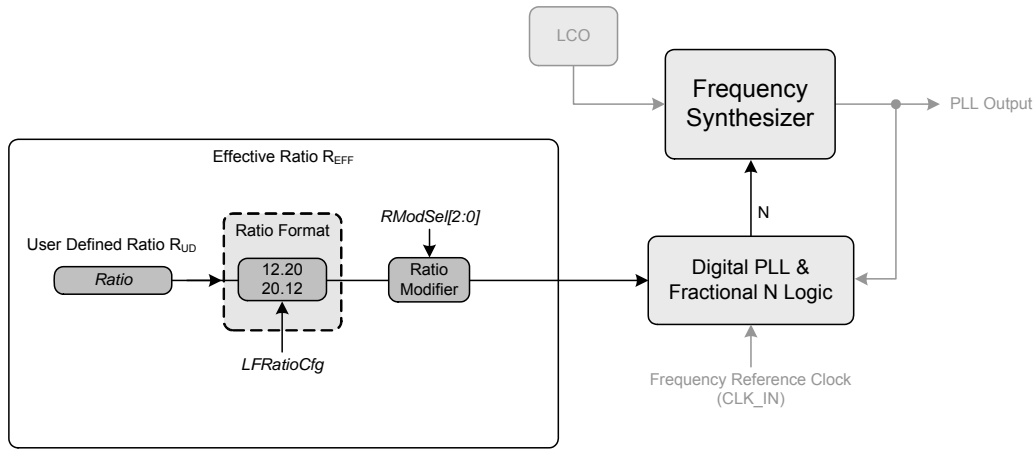 LCO
Frequency
Synthesizer
PLL Output
Effective Ratio REFF
N
RModSel[2:0]
Ratio Format
User Defined Ratio RUD
Ratio
12.20
20.12
Ratio
Modifier
Digital PLL &
Fractional N Logic
LFRatioCfg
Frequency Reference Clock
(CLK_IN)